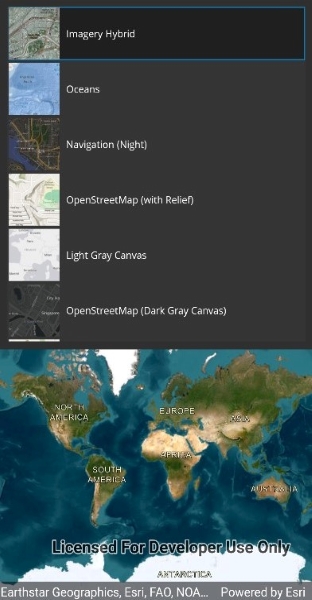 Imagery Hybrid
Oceans
Navigation (Night)
OpenStreetMap (with Relief)
Light Gray Canvas
OpenStreetMap (Dark Gray Canvas)
NORTH
AMERICA
EUROPE
ASIA
AFRICA
SOUTH
AMERICA
AUSTRALIA
Licensed For Developer Use Only
ANTARCTICA
Earthstar Geographics, Esri, FAO, NOA... Powered by Esri